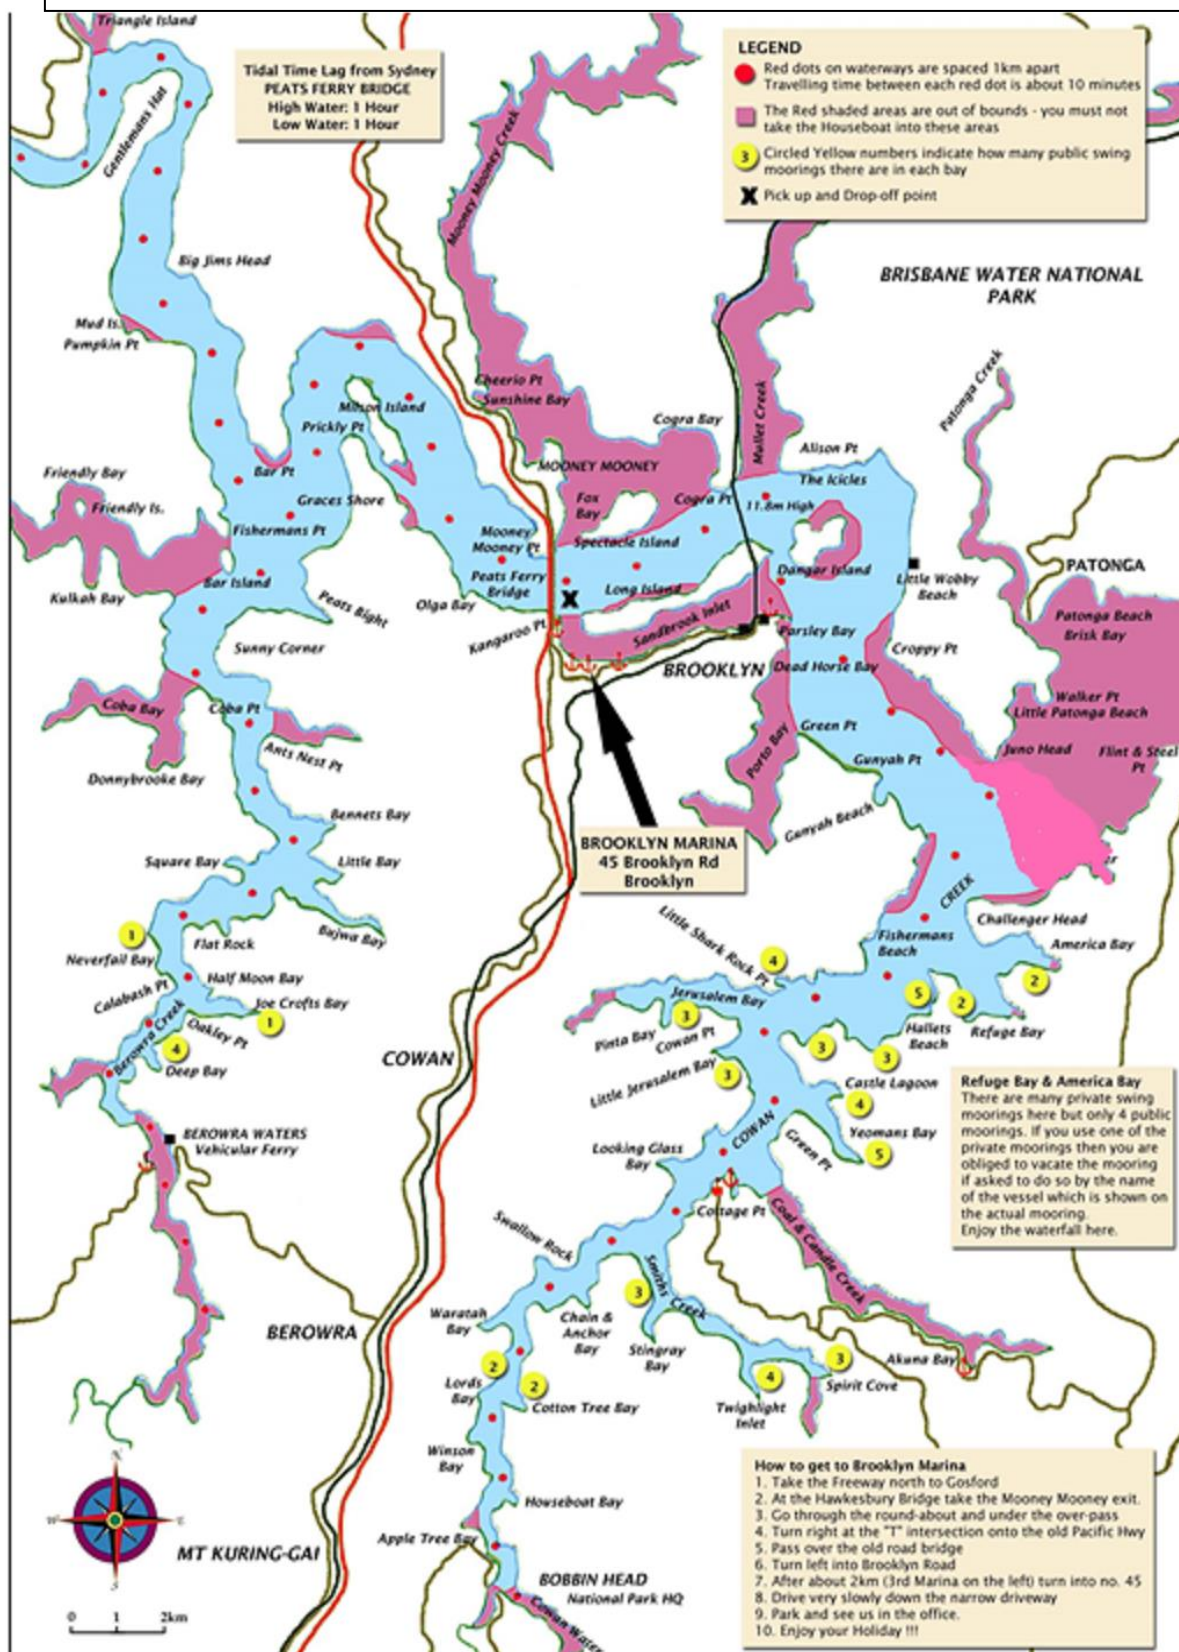 Triangle Island
Tidal Time Lag from Sydney
PEATS FERRY BRIDGE
High Water: 1 Hour
Low Water: 1 Hour
LEGEND
Red dots on waterways are spaced 1km apart
Travelling time between each red dot is about 10 minutes
The Red shaded areas are out of bounds - you must not
take the Houseboat into these areas
3
Circled Yellow numbers indicate how many public swing
moorings there are in each bay
X Pick up and Drop-off point
Gentlemans Hat
Mooney Mooney Creek
Big Jims Head
BRISBANE WATER NATIONAL
PARK
Mud Is.
Pumpkin Pt
Cheerio Pt
Sunshine Bay
Milson Island
Prickly Pt
Cogra Bay
Mullet Creek
Patonga Creek
Alison Pt
The Icicles
11.8m High
Bar Pt
MOONEY MOONEY
Friendly Bay
Friendly Is.
Graces Shore
Fox
Bay
Cogra Pt
Fishermans Pt
Mooney
Mooney Pt
Spectacle Island
Bar Island
Peats Ferry
Bridge
X
Long Island
Dangar Island
Little Wobby
Beach
PATONGA
Kulkah Bay
Peats Bight
Olga Bay
Kangaroo Pt
Sandbrook Inlet
Parsley Bay
Patonga Beach
Brisk Bay
Sunny Corner
BROOKLYN
Dead Horse Bay
Croppy Pt
Coba Bay
Coba Pt
Walker Pt
Little Patonga Beach
Ants Nest Pt
Porto Bay
Green Pt
Juno Head
Flint & Steel
Pt
Donnybrooke Bay
Gunyah Pt
Bennets Bay
Gunyah Beach
BROOKLYN MARINA
45 Brooklyn Rd
Brooklyn
Square Bay
Little Bay
er
CREEK
Challenger Head
Bujwa Bay
1
Neverfail Bay
Flat Rock
Little Shark Rock Pt
4
Fishermans
Beach
America Bay
2
Calabash Pt
Half Moon Bay
Jerusalem Bay
5
2
Hallets
Beach
Refuge Bay
Joe Crofts Bay
1
Oakley Pt
Berowra Creek
4
Deep Bay
Pinta Bay
3
Cowan Pt
3
3
Castle Lagoon
COWAN
Little Jerusalem Bay
3
4
Yeomans Bay
5
COWAN
Green Pt
Refuge Bay & America Bay
There are many private swing
moorings here but only 4 public
moorings. If you use one of the
private moorings then you are
obliged to vacate the mooring
if asked to do so by the name
of the vessel which is shown on
the actual mooring.
Enjoy the waterfall here.
BEROWRA WATERS
Vehicular Ferry
Looking Glass
Bay
Cottage Pt
Coal & Candle Creek
Swallow Rock
Smiths Creek
3
Waratah
Bay
Chain &
Anchor
Bay
Stingray
Bay
BEROWRA
2
Lords
Bay
2
Cotton Tree Bay
3
Spirit Cove
4
Twighlight
Inlet
Akuna Bay
Winson
Bay
Houseboat Bay
Apple Tree Bay
N
W
E
S
MT KURING-GAI
0 1 2km
BOBBIN HEAD
National Park HQ
Cowan Water
How to get to Brooklyn Marina
1. Take the Freeway north to Gosford
2. At the Hawkesbury Bridge take the Mooney Mooney exit.
3. Go through the round-about and under the over-pass
4. Turn right at the "T" intersection onto the old Pacific Hwy
5. Pass over the old road bridge
6. Turn left into Brooklyn Road
7. After about 2km (3rd Marina on the left) turn into no. 45
8. Drive very slowly down the narrow driveway
9. Park and see us in the office.
10. Enjoy your Holiday !!!